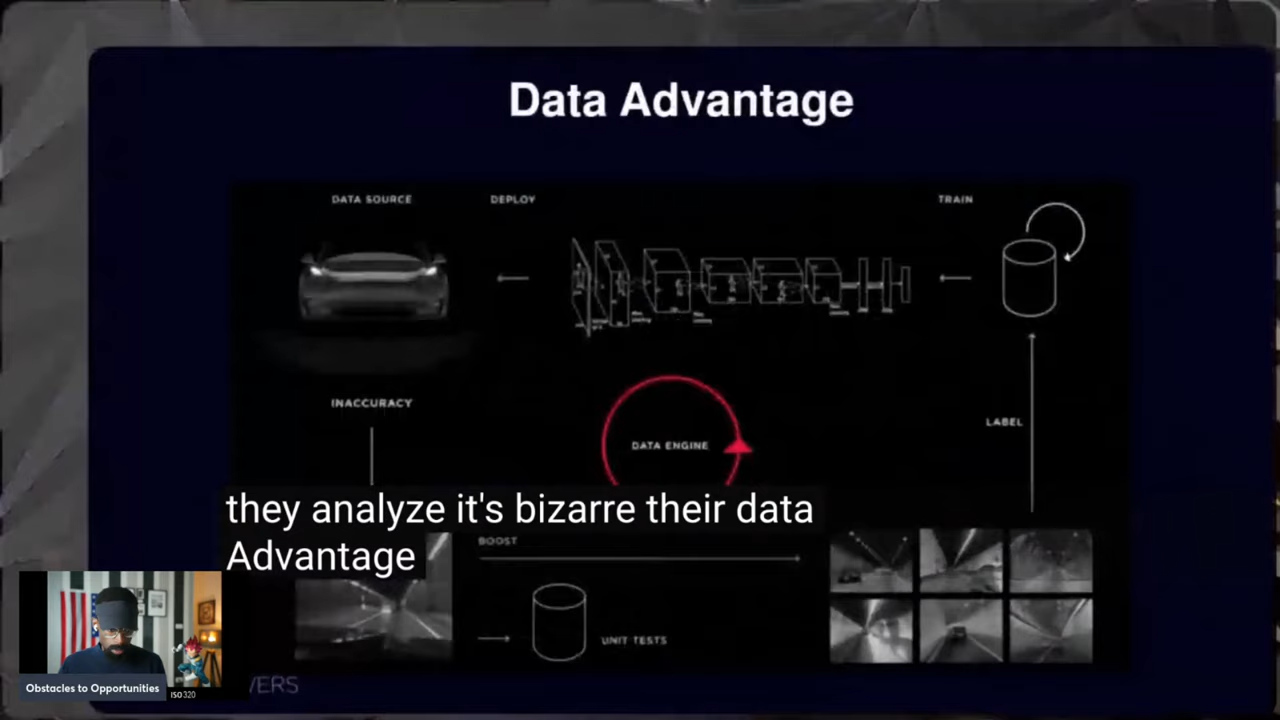 Data Advantage
DATA SOURCE
DEPLOY
TRAIN
INACCURACY
DATA ENGINE
LABEL
they analyze it's bizarre their data
Advantage
BOOST
UNIT TESTS
Obstacles to Opportunities
ISO320
VERS